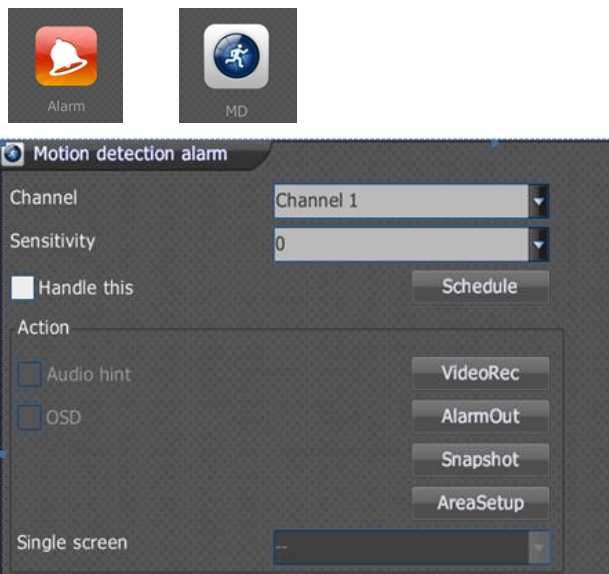 Alarm
MD
Motion detection alarm
Channel
Channel 1
Sensitivity
0
Handle this
Schedule
Action
Audio hint
VideoRec
OSD
AlarmOut
Snapshot
AreaSetup
Single screen
--